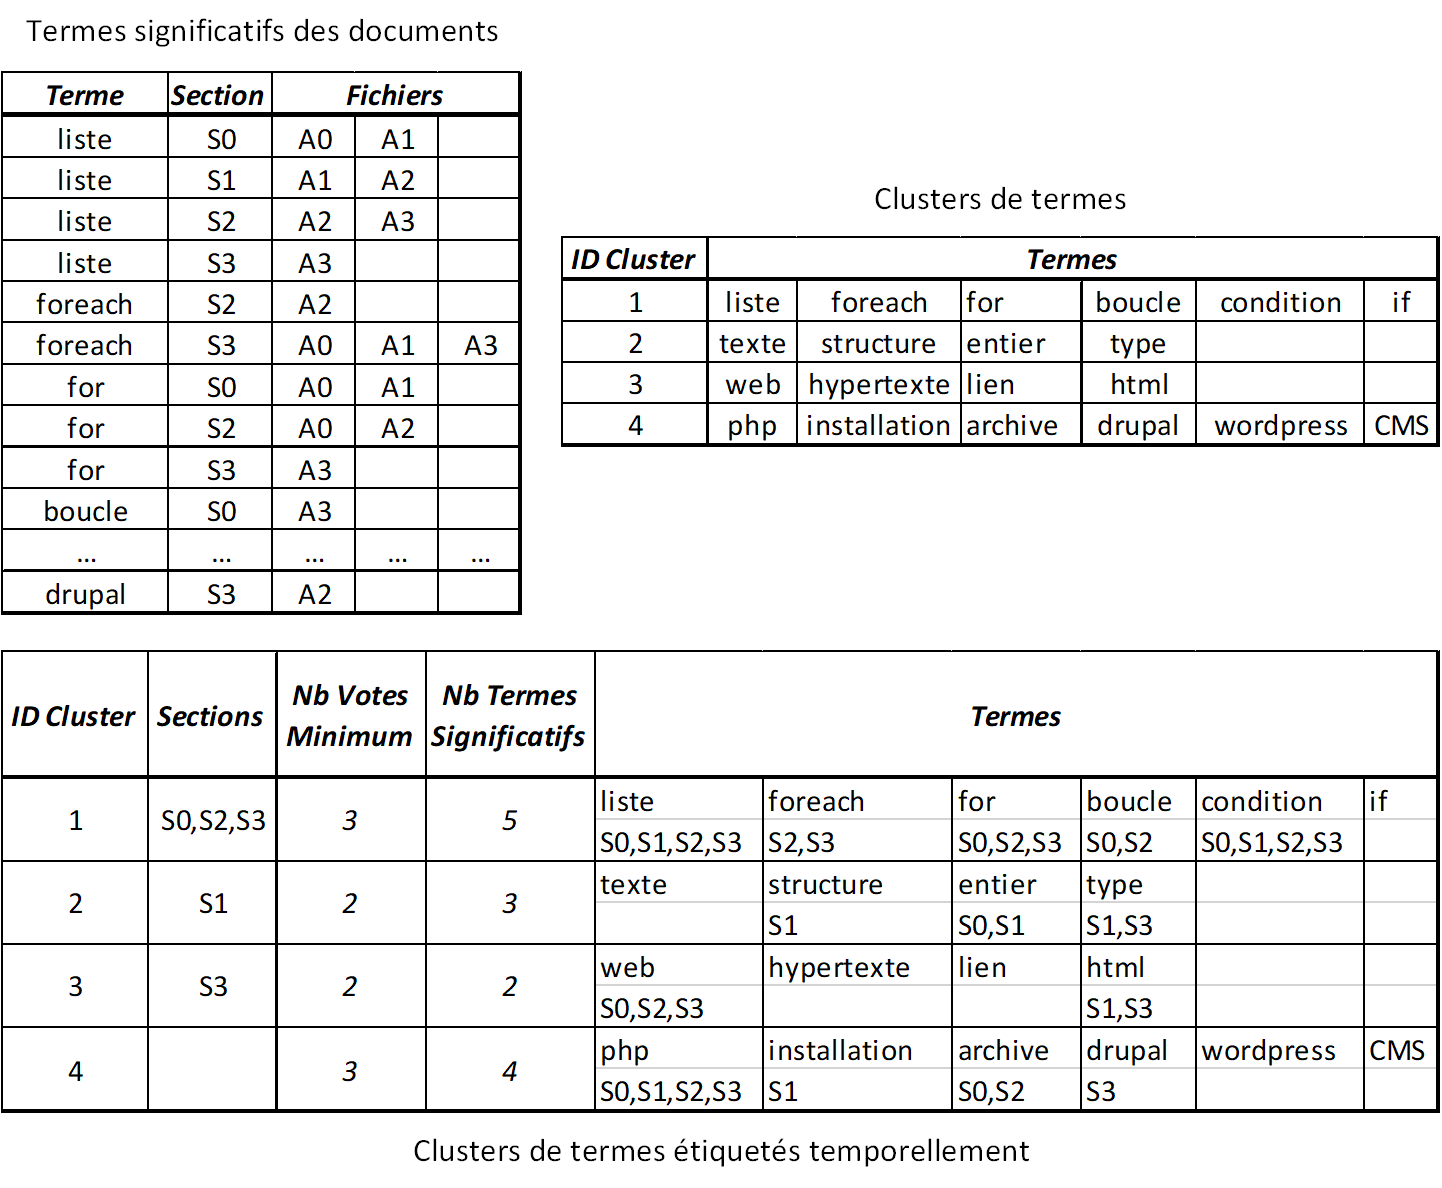 Termes significatifs des documents
Terme Section Fichiers
liste S0 A0 A1
liste S1 A1 A2
liste S2 A2 A3
liste S3 A3
foreach S2 A2
foreach S3 A0 A1 A3
for S0 A0 A1
for S2 A0 A2
for S3 A3
boucle S0 A3
... ... ... ... ...
drupal S3 A2
Clusters de termes
ID Cluster Termes
1 liste foreach for boucle condition if
2 texte structure entier type
3 web hypertexte lien html
4 php installation archive drupal wordpress CMS
ID Cluster Sections Nb Votes Minimum Nb Termes Significatifs Termes
1 S0,S2,S3 3 5 liste foreach for boucle condition if
S0,S1,S2,S3 S2,S3 S0,S2,S3 S0,S2 S0,S1,S2,S3
2 S1 2 3 texte structure entier type
S1 S0,S1 S1,S3
3 S3 2 2 web hypertexte lien html
S0,S2,S3 S1,S3
4 3 4 php installation archive drupal wordpress CMS
S0,S1,S2,S3 S1 S0,S2 S3
Clusters de termes étiquetés temporellement